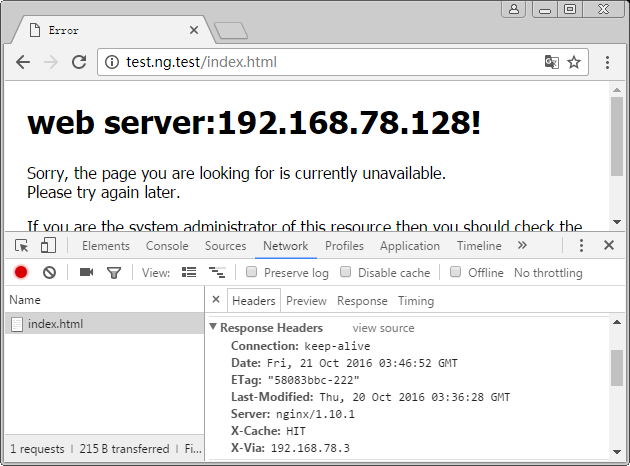 Error
test.ng.test/index.html
web server:192.168.78.128!
Sorry, the page you are looking for is currently unavailable.
Please try again later.
If you are the system administrator of this resource then you should check the
Elements Console Sources Network Profiles Application Timeline »
View: Preserve log Disable cache Offline No throttling
Name
× Headers Preview Response Timing
index.html
Response Headers view source
Connection: keep-alive
Date: Fri, 21 Oct 2016 03:46:52 GMT
ETag: "58083bbc-222"
Last-Modified: Thu, 20 Oct 2016 03:36:28 GMT
Server: nginx/1.10.1
X-Cache: HIT
X-Via: 192.168.78.3
1 requests | 215 B transferred | Fi...